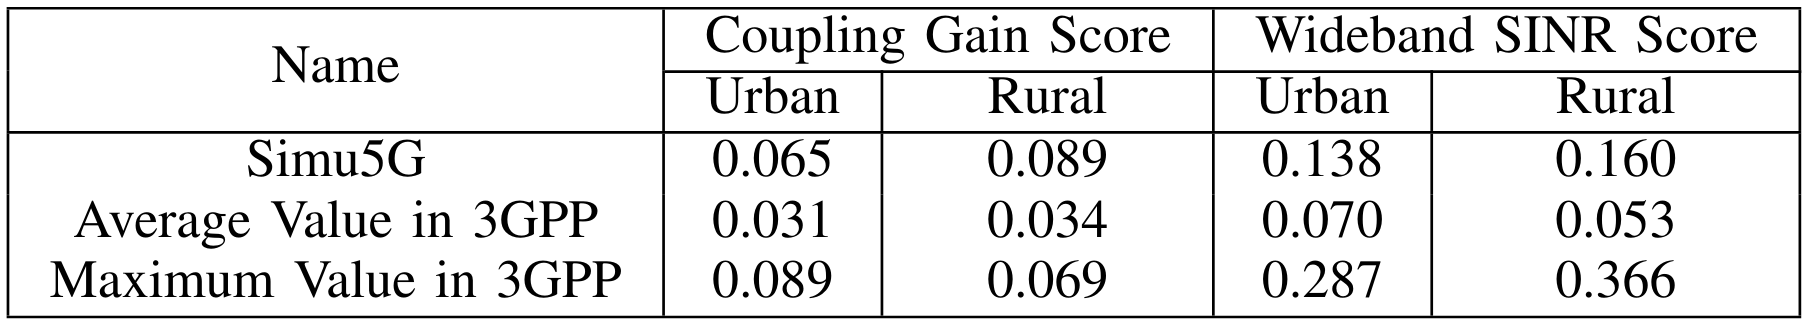 Name Coupling Gain Score Wideband SINR Score
Urban Rural Urban Rural
Simu5G 0.065 0.089 0.138 0.160
Average Value in 3GPP 0.031 0.034 0.070 0.053
Maximum Value in 3GPP 0.089 0.069 0.287 0.366